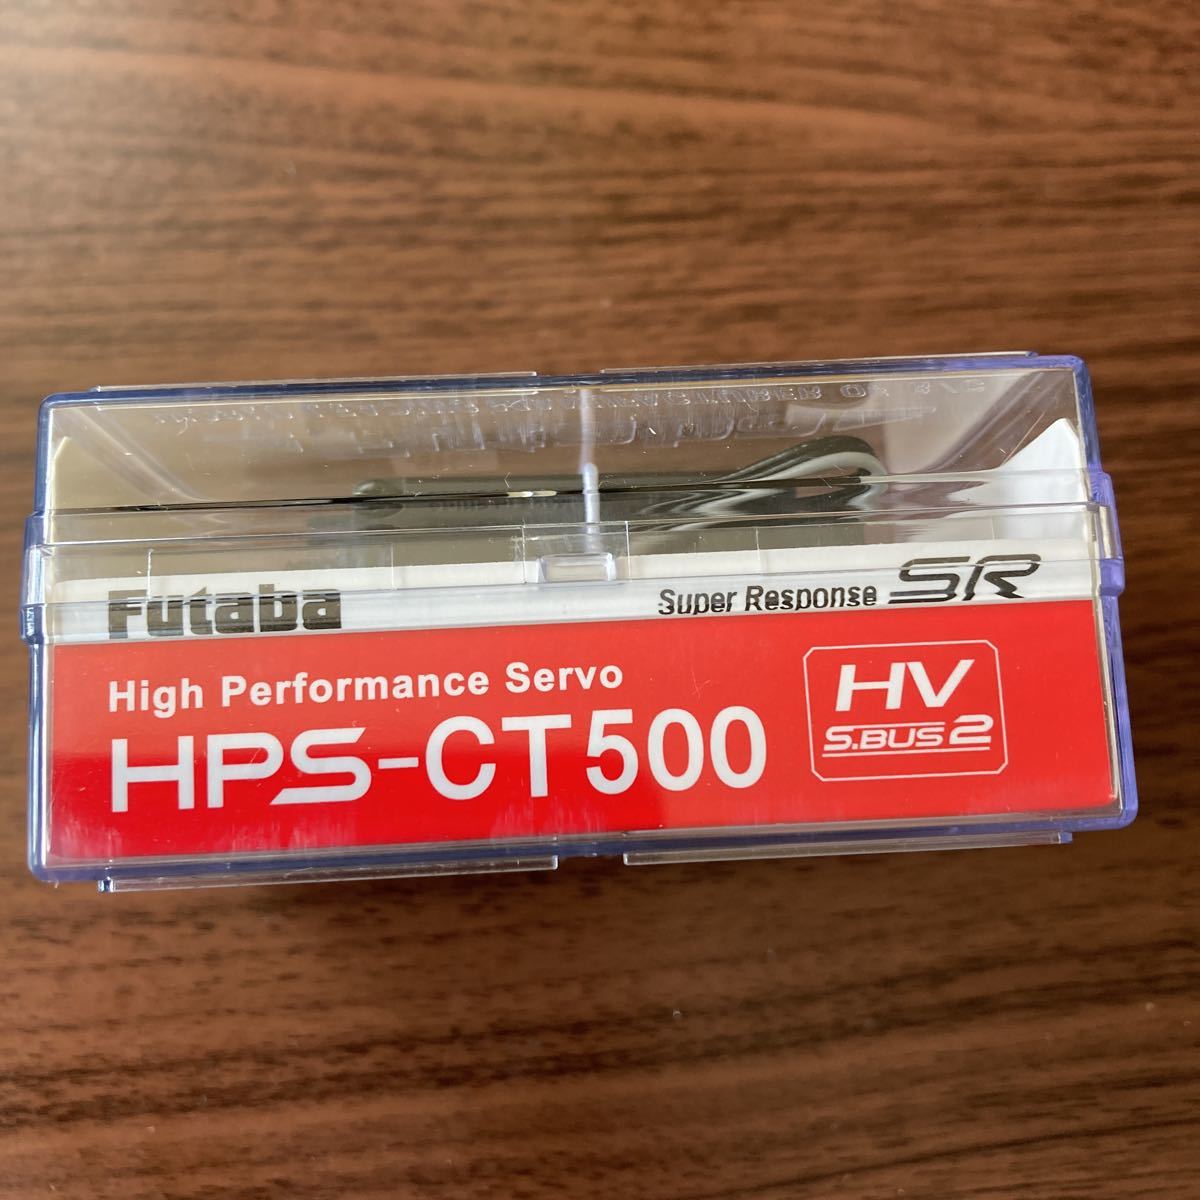 Futaba
Super Response SR
High Performance Servo
HPS-CT500
HV
S.BUS2